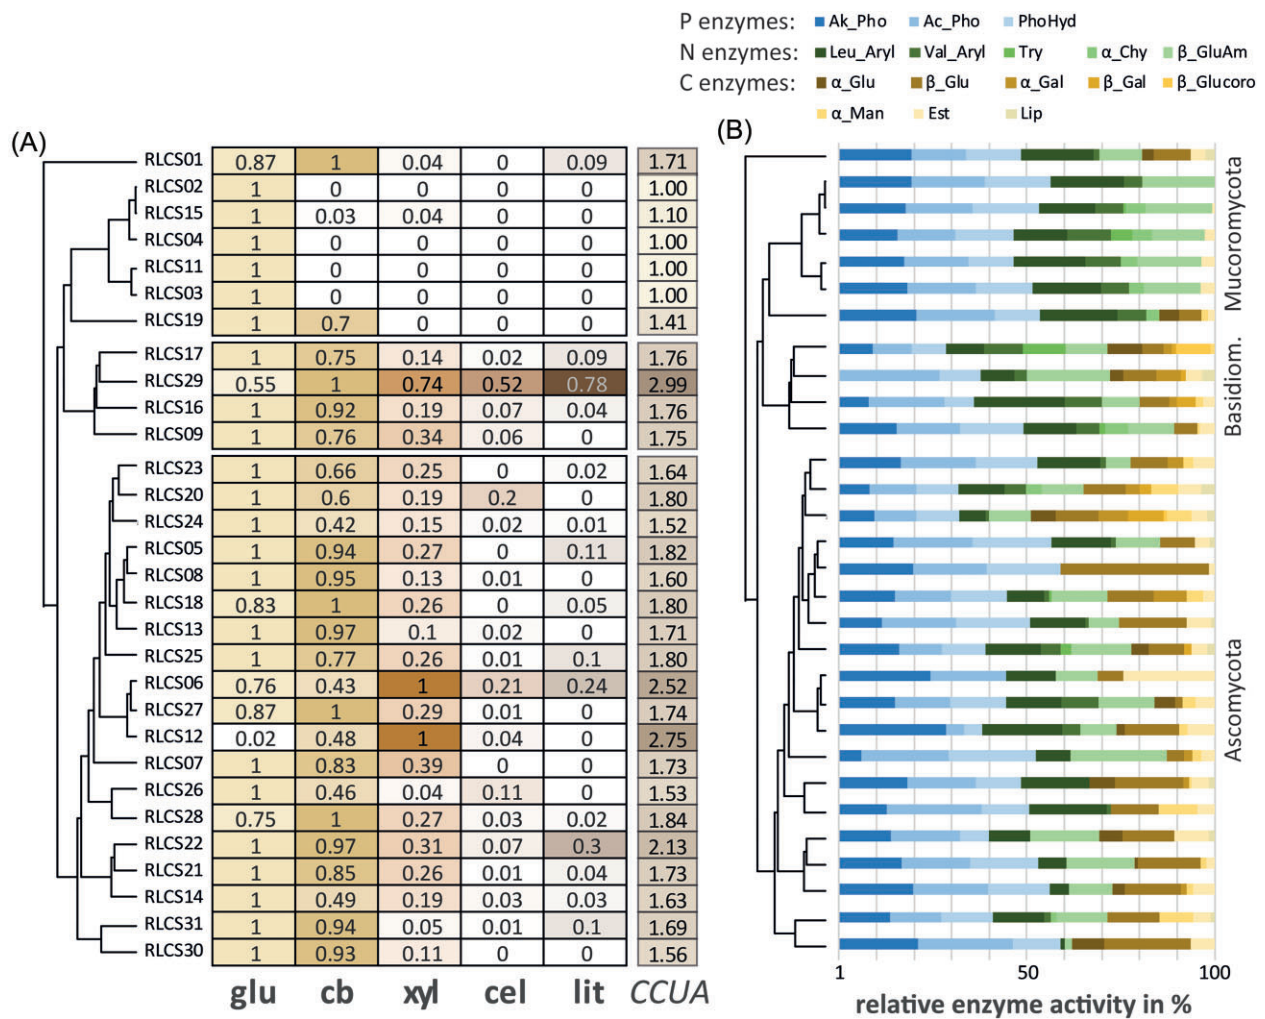 P enzymes: Ak_Pho Ac_Pho PhoHyd
N enzymes: Leu_Aryl Val_Aryl Try α_Chy β_GluAm
C enzymes: α_Glu β_Glu α_Gal β_Gal β_Glucoro
α_Man Est Lip
(A)
RLCS01 0.87 1 0.04 0 0.09 1.71
RLCS02 1 0 0 0 0 1.00
RLCS15 1 0.03 0.04 0 0 1.10
RLCS04 1 0 0 0 0 1.00
RLCS11 1 0 0 0 0 1.00
RLCS03 1 0 0 0 0 1.00
RLCS19 1 0.7 0 0 0 1.41
RLCS17 1 0.75 0.14 0.02 0.09 1.76
RLCS29 0.55 1 0.74 0.52 0.78 2.99
RLCS16 1 0.92 0.19 0.07 0.04 1.76
RLCS09 1 0.76 0.34 0.06 0 1.75
RLCS23 1 0.66 0.25 0 0.02 1.64
RLCS20 1 0.6 0.19 0.2 0 1.80
RLCS24 1 0.42 0.15 0.02 0.01 1.52
RLCS05 1 0.94 0.27 0 0.11 1.82
RLCS08 1 0.95 0.13 0.01 0 1.60
RLCS18 0.83 1 0.26 0 0.05 1.80
RLCS13 1 0.97 0.1 0.02 0 1.71
RLCS25 1 0.77 0.26 0.01 0.1 1.80
RLCS06 0.76 0.43 1 0.21 0.24 2.52
RLCS27 0.87 1 0.29 0.01 0 1.74
RLCS12 0.02 0.48 1 0.04 0 2.75
RLCS07 1 0.83 0.39 0 0 1.73
RLCS26 1 0.46 0.04 0.11 0 1.53
RLCS28 0.75 1 0.27 0.03 0.02 1.84
RLCS22 1 0.97 0.31 0.07 0.3 2.13
RLCS21 1 0.85 0.26 0.01 0.04 1.73
RLCS14 1 0.49 0.19 0.03 0.03 1.63
RLCS31 1 0.94 0.05 0.01 0.1 1.69
RLCS30 1 0.93 0.11 0 0 1.56
glu cb xyl cel lit CCUA
(B)
Mucoromycota
Basidiom.
Ascomycota
1 50 100
relative enzyme activity in %